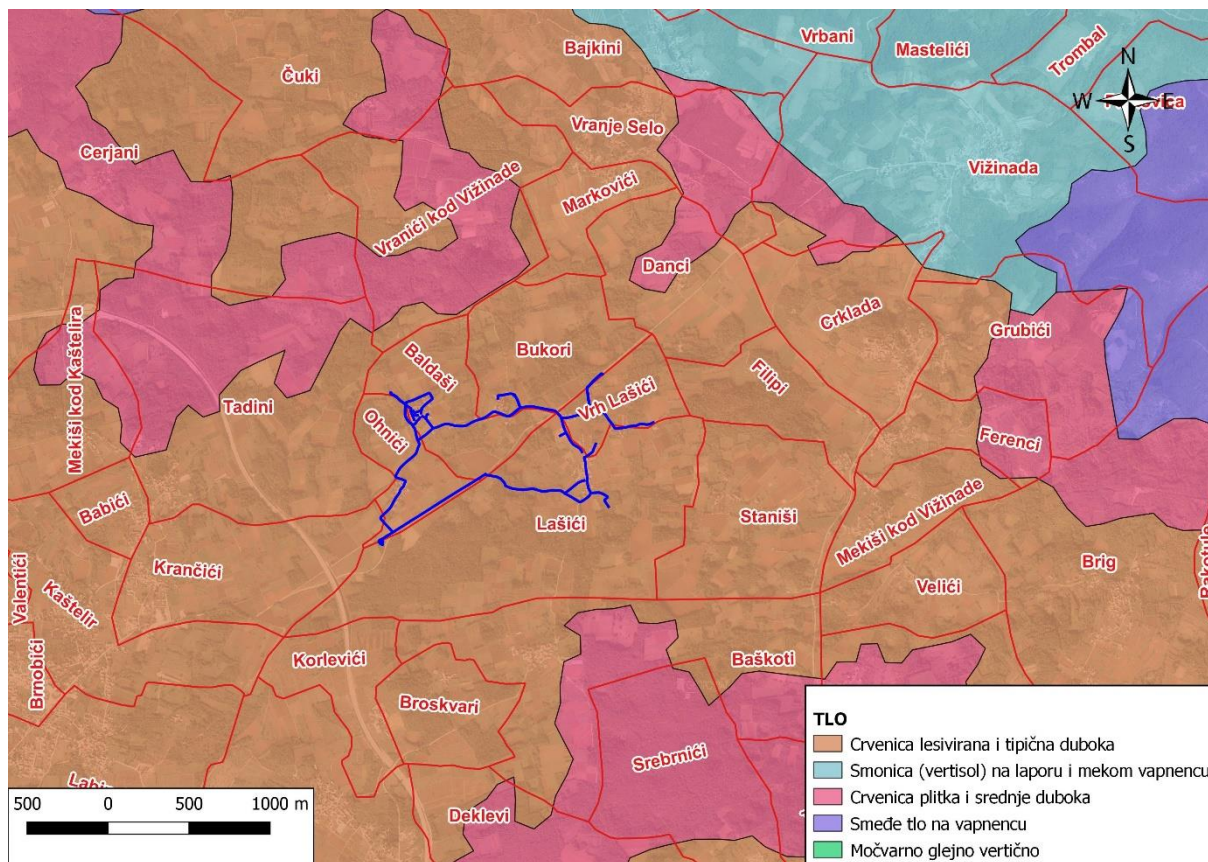 Bajkini
Vrbani
Mastelići
Trombal
Čuki
N
W
E
S
Vranje Selo
Cerjani
Vižinada
Vranići kod Vižinade
Markovići
Danci
Crklada
Grubići
Mekiši kod Kaštelira
Baldaši
Bukori
Filipi
Vrh Lašići
Tadini
Ohnići
Ferenci
Babići
Lašići
Staniši
Mekiši kod Vižinade
Brig
Valentići
Krančići
Kaštelir
Velići
Rakotule
Brnobići
Korlevići
Baškoti
Broskvari
Srebrnići
Deklevi
500 0 500 1000 m
TLO
Crvenica lesivirana i tipična duboka
Smonica (vertisol) na laporu i mekom vapnencu
Crvenica plitka i srednje duboka
Smeđe tlo na vapnencu
Močvarno glejno vertično